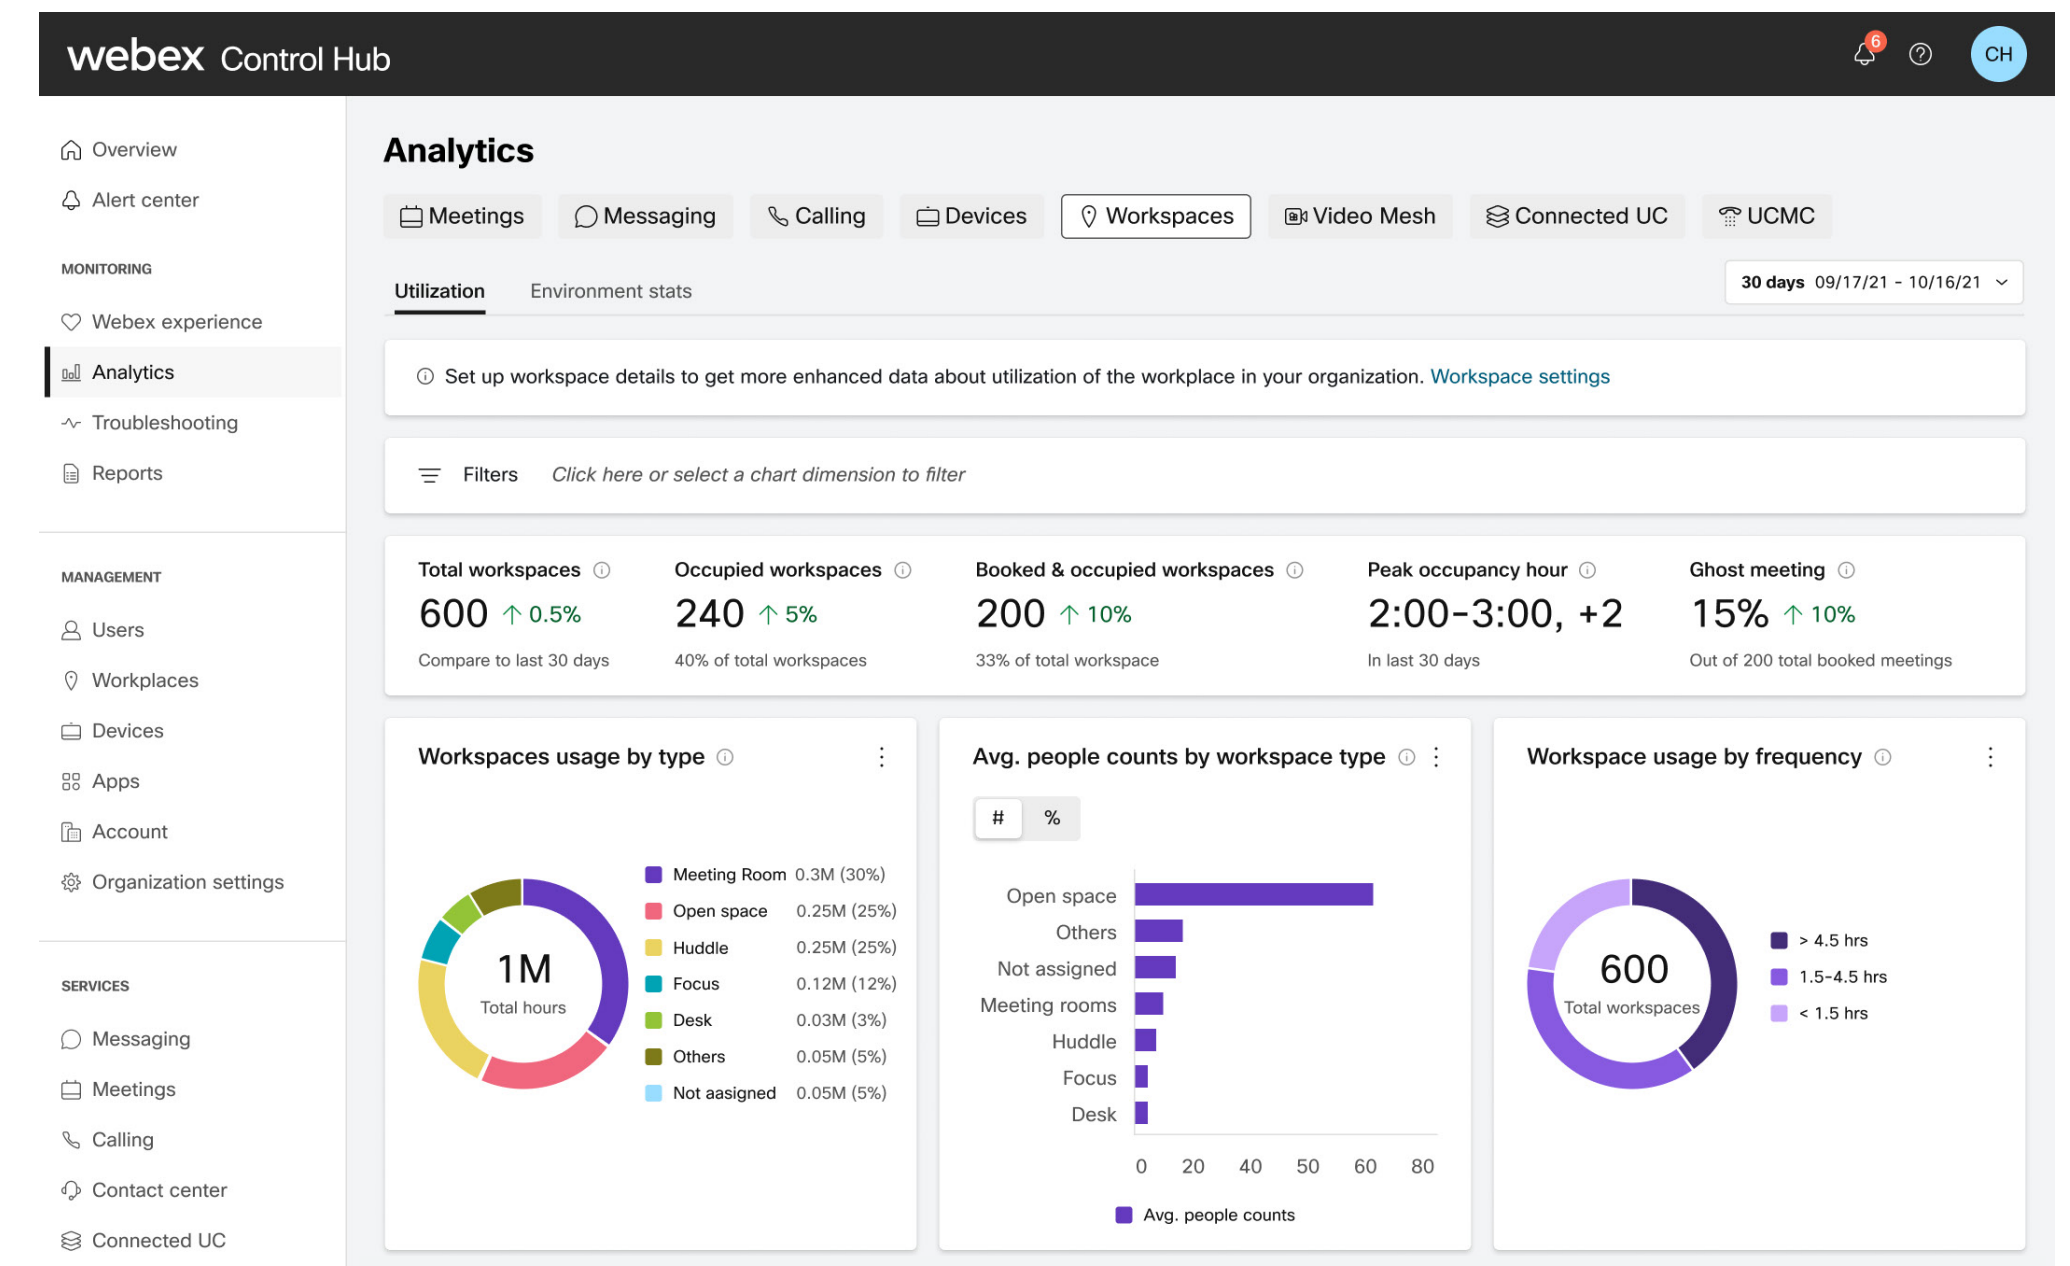 webex Control Hub
6
CH
Overview
Alert center
MONITORING
Webex experience
Analytics
Troubleshooting
Reports
MANAGEMENT
Users
Workplaces
Devices
Apps
Account
Organization settings
SERVICES
Messaging
Meetings
Calling
Contact center
Connected UC
Analytics
Meetings Messaging Calling Devices Workspaces Video Mesh Connected UC UCMC
Utilization Environment stats
30 days 09/17/21 - 10/16/21
Set up workspace details to get more enhanced data about utilization of the workplace in your organization. Workspace settings
Filters Click here or select a chart dimension to filter
Total workspaces
600 ↑ 0.5%
Compare to last 30 days
Occupied workspaces
240 ↑ 5%
40% of total workspaces
Booked & occupied workspaces
200 ↑ 10%
33% of total workspace
Peak occupancy hour
2:00-3:00, +2
In last 30 days
Ghost meeting
15% ↑ 10%
Out of 200 total booked meetings
Workspaces usage by type
1M
Total hours
Meeting Room 0.3M (30%)
Open space 0.25M (25%)
Huddle 0.25M (25%)
Focus 0.12M (12%)
Desk 0.03M (3%)
Others 0.05M (5%)
Not aasigned 0.05M (5%)
Avg. people counts by workspace type
# %
Open space
Others
Not assigned
Meeting rooms
Huddle
Focus
Desk
0 20 40 50 60 80
Avg. people counts
Workspace usage by frequency
600
Total workspaces
> 4.5 hrs
1.5-4.5 hrs
< 1.5 hrs